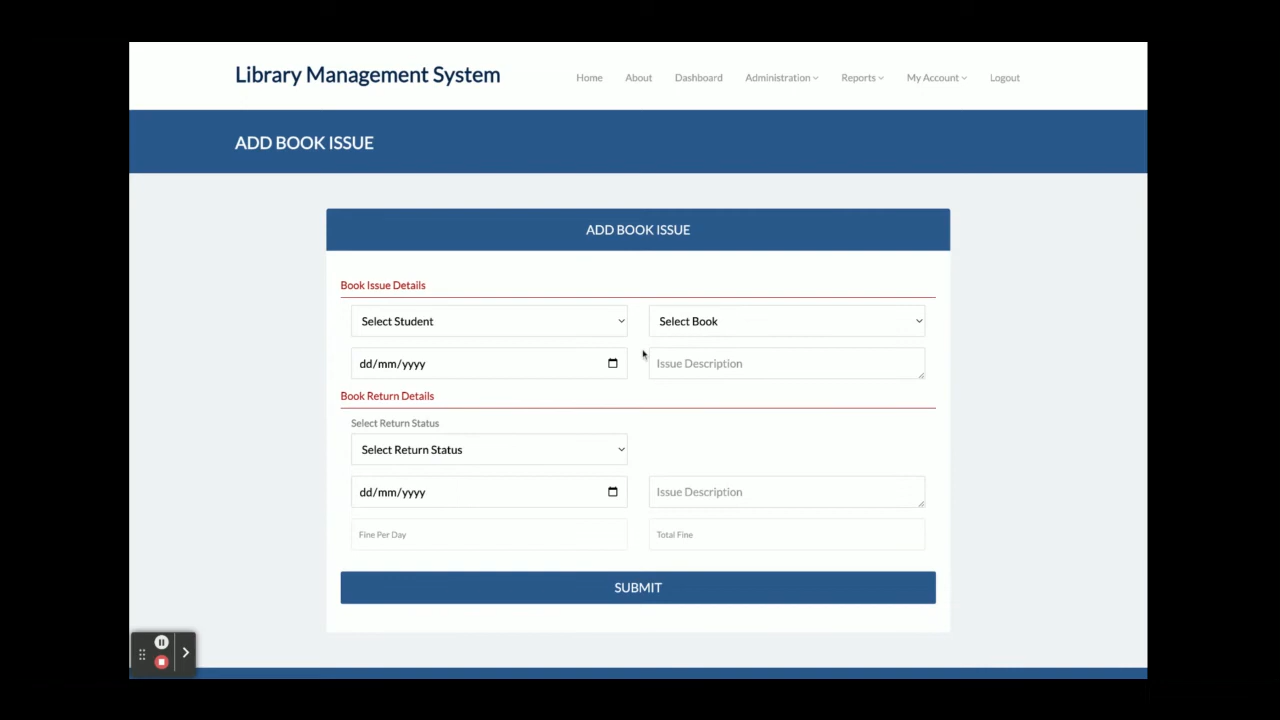 Library Management System
Home About Dashboard Administration Reports My Account Logout
ADD BOOK ISSUE
ADD BOOK ISSUE
Book Issue Details
Select Student Select Book
dd/mm/yyyy Issue Description
Book Return Details
Select Return Status
Select Return Status
dd/mm/yyyy Issue Description
Fine Per Day Total Fine
SUBMIT